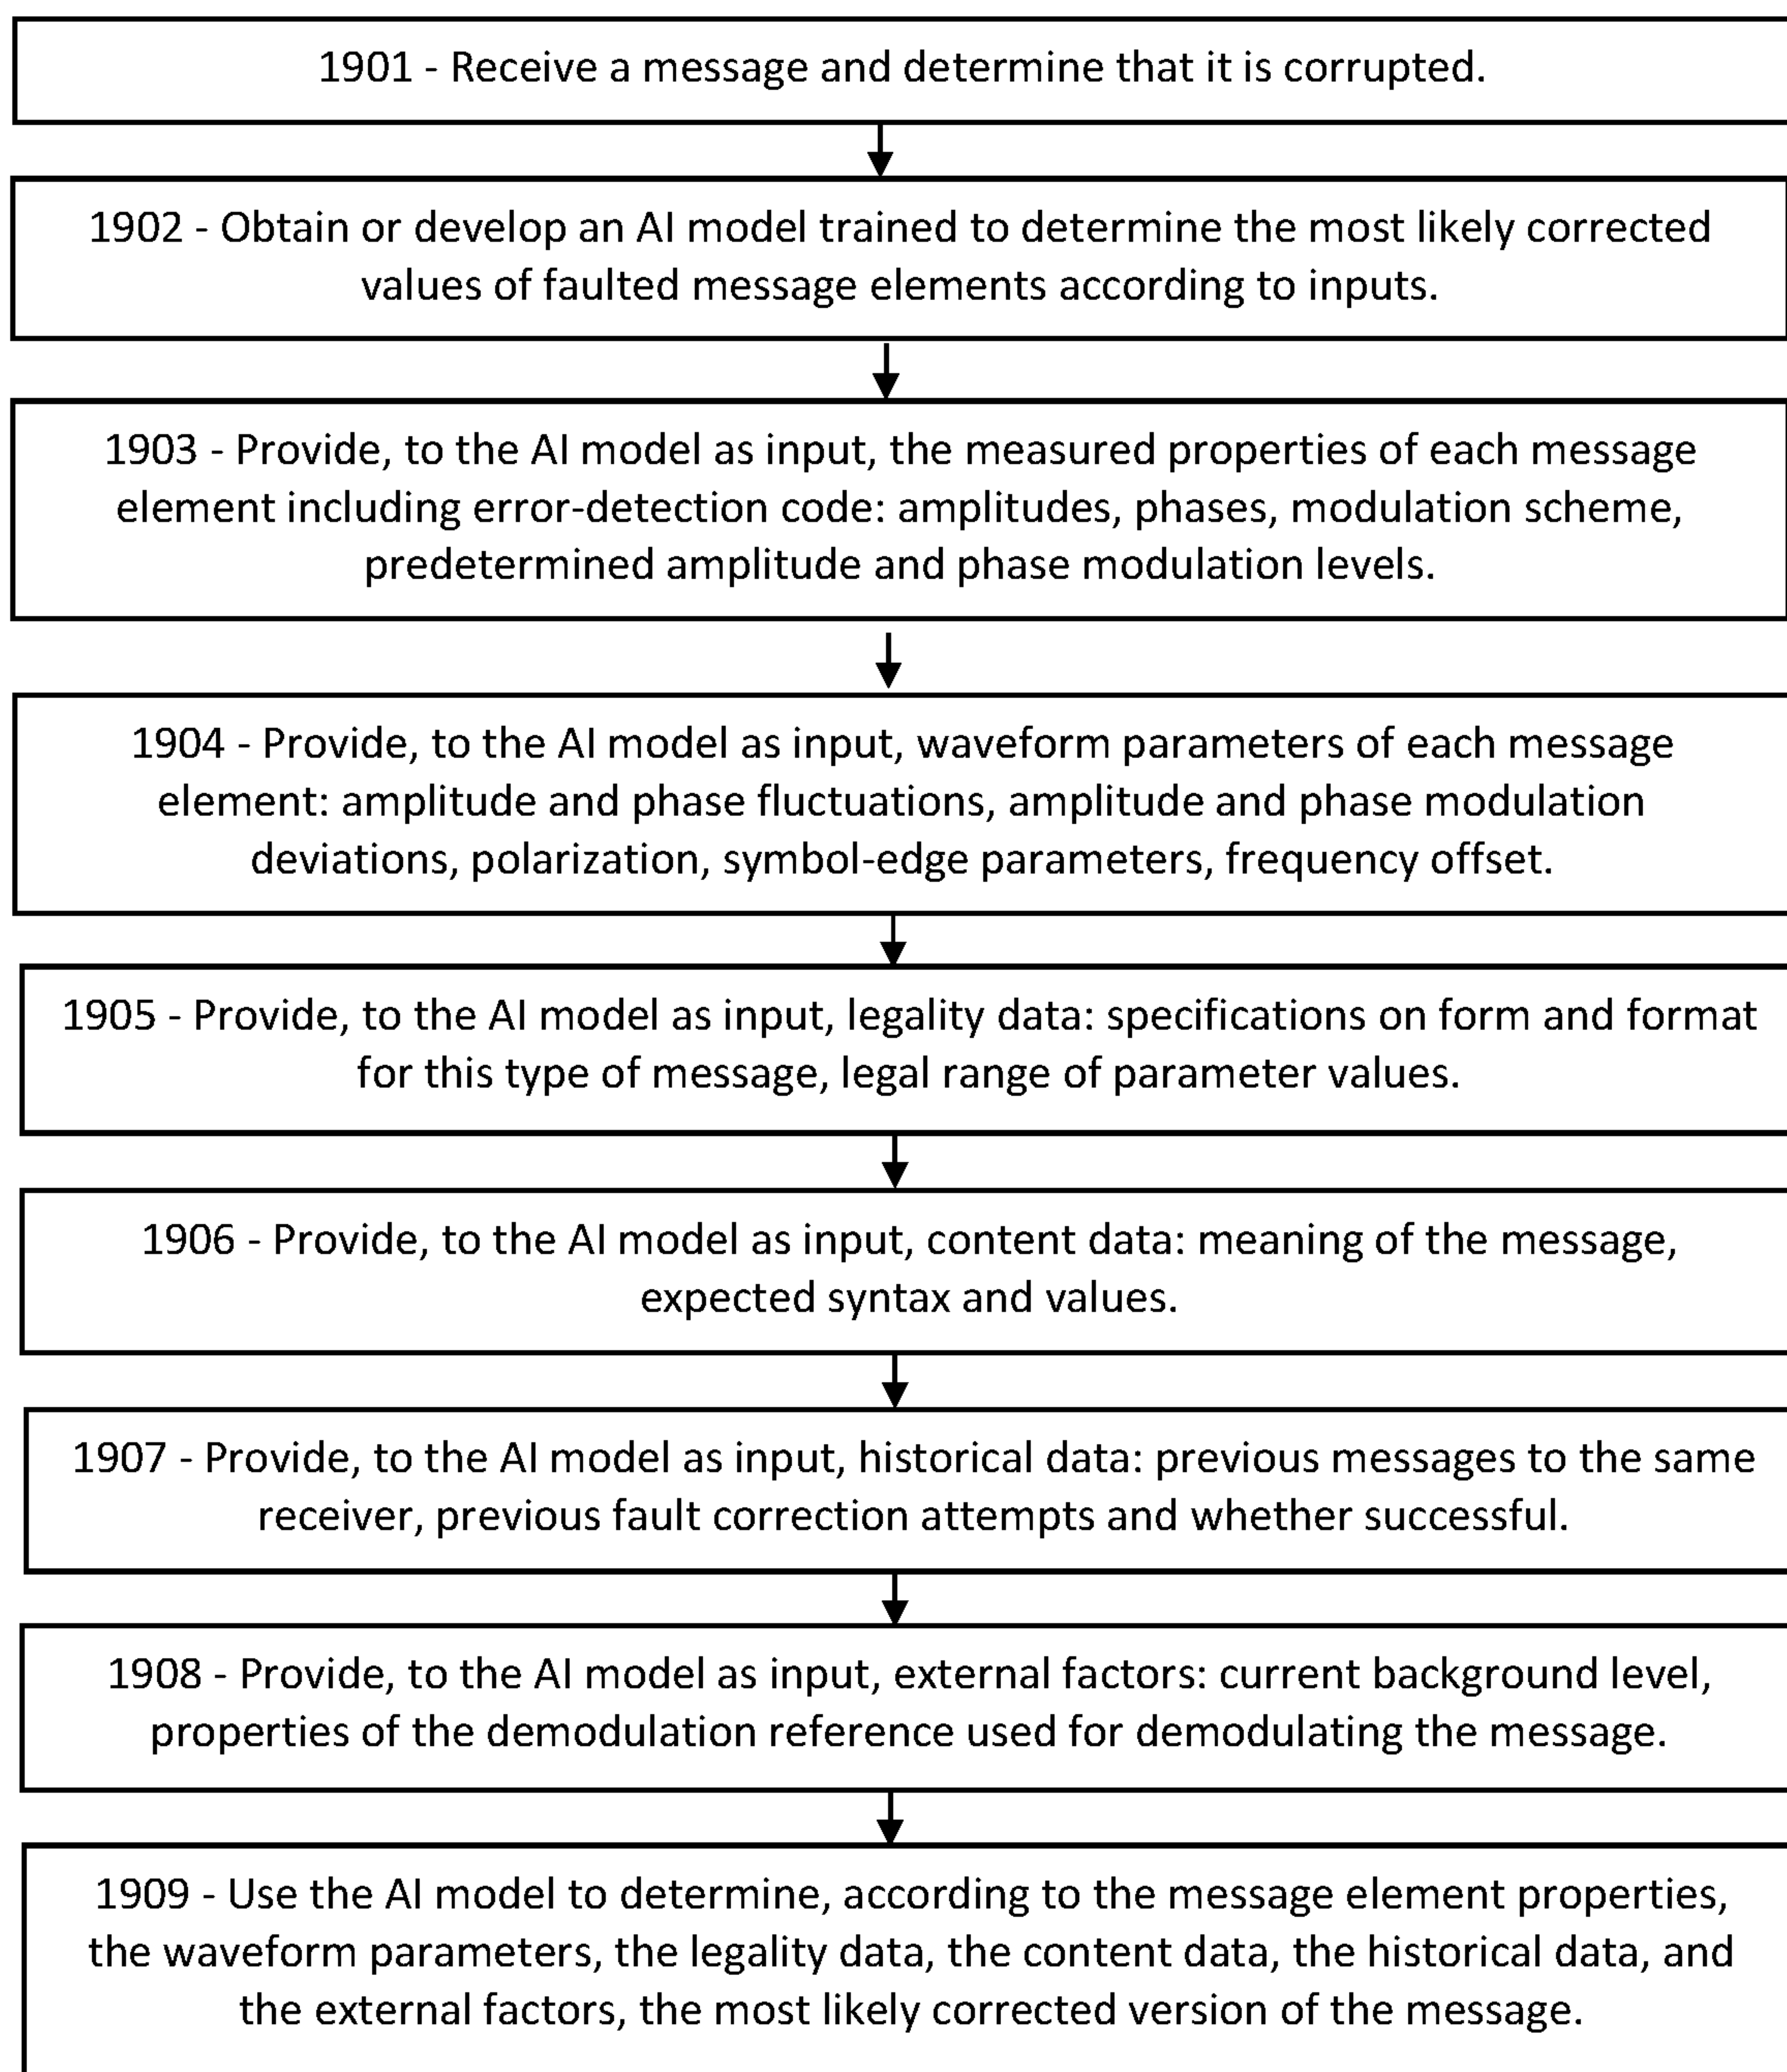 1901 - Receive a message and determine that it is corrupted.
1902 - Obtain or develop an AI model trained to determine the most likely corrected
values of faulted message elements according to inputs.
1903 - Provide, to the AI model as input, the measured properties of each message
element including error-detection code: amplitudes, phases, modulation scheme,
predetermined amplitude and phase modulation levels.
1904 - Provide, to the AI model as input, waveform parameters of each message
element: amplitude and phase fluctuations, amplitude and phase modulation
deviations, polarization, symbol-edge parameters, frequency offset.
1905 - Provide, to the AI model as input, legality data: specifications on form and format
for this type of message, legal range of parameter values.
1906 - Provide, to the AI model as input, content data: meaning of the message,
expected syntax and values.
1907 - Provide, to the AI model as input, historical data: previous messages to the same
receiver, previous fault correction attempts and whether successful.
1908 - Provide, to the AI model as input, external factors: current background level,
properties of the demodulation reference used for demodulating the message.
1909 - Use the AI model to determine, according to the message element properties,
the waveform parameters, the legality data, the content data, the historical data, and
the external factors, the most likely corrected version of the message.